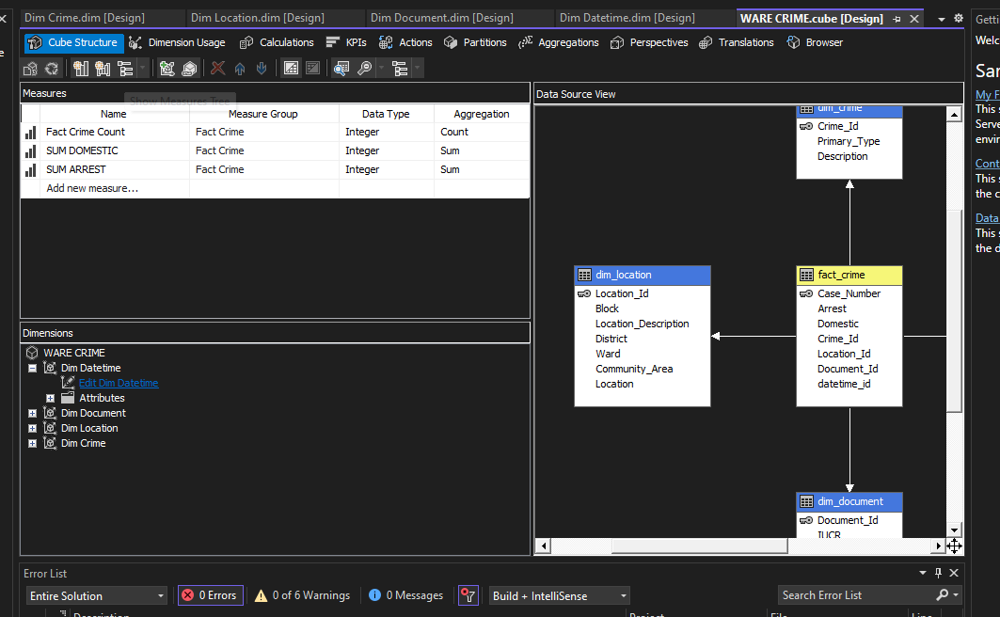 Dim Crime.dim [Design]
Dim Location.dim [Design]
Dim Document.dim [Design]
Dim Datetime.dim [Design]
WARE CRIME.cube [Design]
Getti
Cube Structure
Dimension Usage
Calculations
KPIs
Actions
Partitions
Aggregations
Perspectives
Translations
Browser
Measures
Show Measures Tree
Name
Measure Group
Data Type
Aggregation
Fact Crime Count
Fact Crime
Integer
Count
SUM DOMESTIC
Fact Crime
Integer
Sum
SUM ARREST
Fact Crime
Integer
Sum
Add new measure...
Dimensions
WARE CRIME
Dim Datetime
Edit Dim Datetime
Attributes
Dim Document
Dim Location
Dim Crime
Data Source View
dim_crime
Crime_Id
Primary_Type
Description
dim_location
Location_Id
Block
Location_Description
District
Ward
Community_Area
Location
fact_crime
Case_Number
Arrest
Domestic
Crime_Id
Location_Id
Document_Id
datetime_id
dim_document
Document_Id
IUCR
Welc
Sar
My F
This s
Serve
envir
Cont
This s
the c
Data
This s
the d
Error List
Entire Solution
0 Errors
0 of 6 Warnings
0 Messages
Build + IntelliSense
Search Error List
Description
Project
File
Line